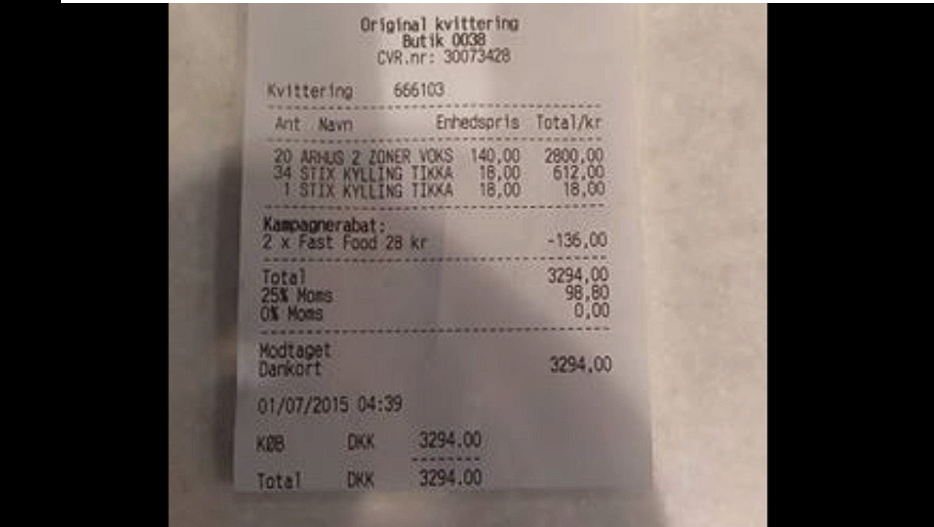 Original kvittering
Butik 0038
CVR.nr: 30073428
Kvittering 666103
Ant Navn Enhedspris Total/kr
20 ARHUS 2 ZONER VOKS 140,00 2800,00
34 STIX KYLLING TIKKA 18,00 612,00
1 STIX KYLLING TIKKA 18,00 18,00
Kampagnerabat:
2 x Fast Food 28 kr -136,00
Total 3294,00
25% Moms 98,80
0% Moms 0,00
Modtaget
Dankort 3294,00
01/07/2015 04:39
KØB DKK 3294.00
Total DKK 3294.00